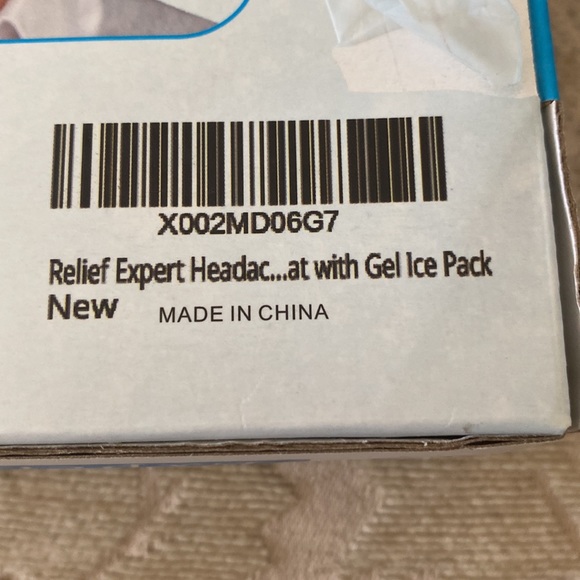 X002MD06G7
Relief Expert Headac...at with Gel Ice Pack
New
MADE IN CHINA